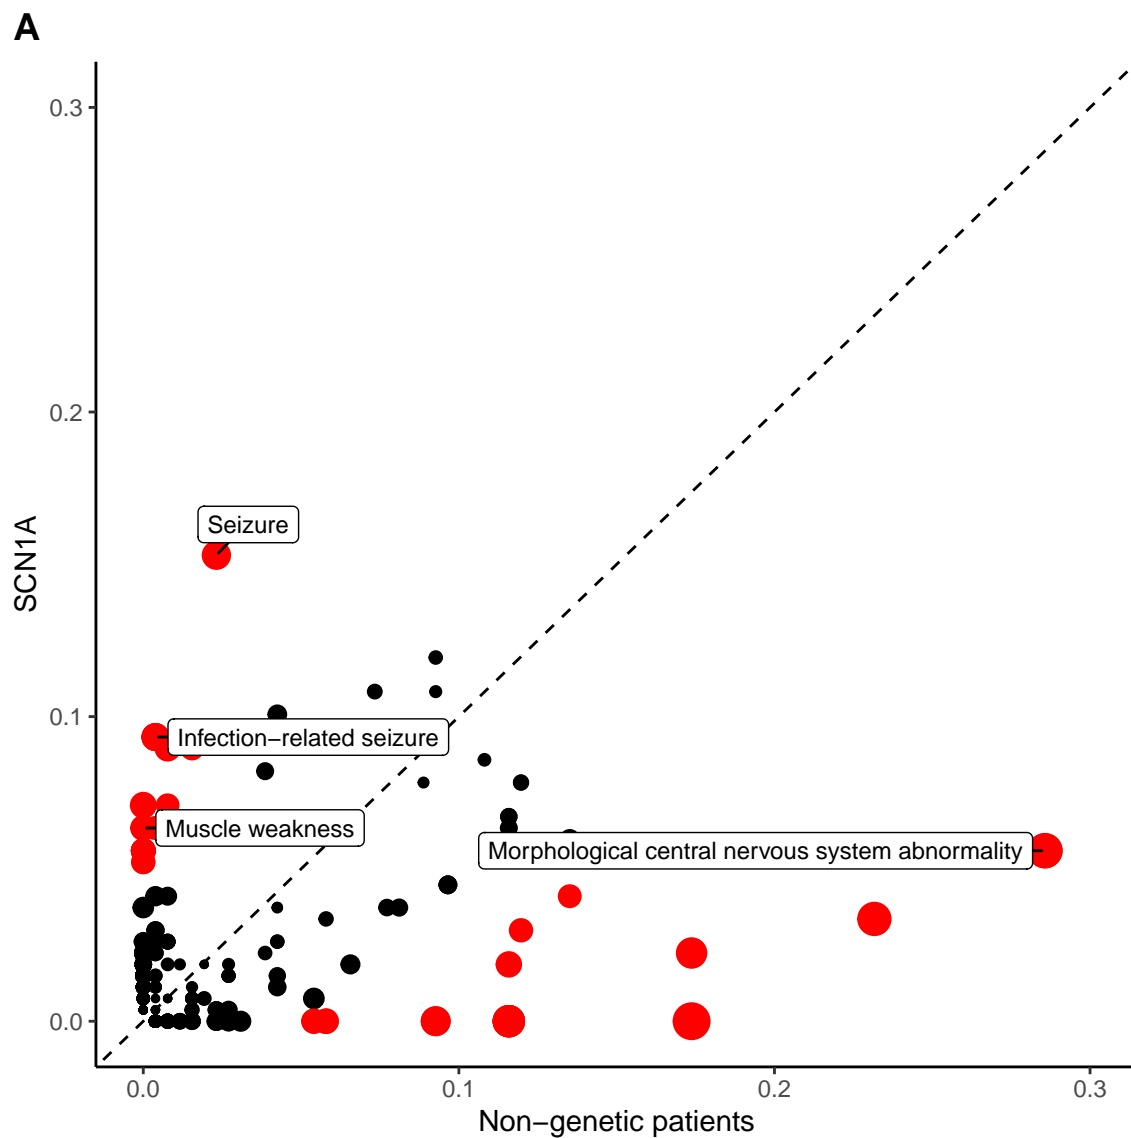 A
0.3
0.2
Seizure
SCN1A
0.1
Infection−related seizure
Muscle weakness
Morphological central nervous system abnormality
0.0
0.0 0.1 0.2 0.3
Non−genetic patients